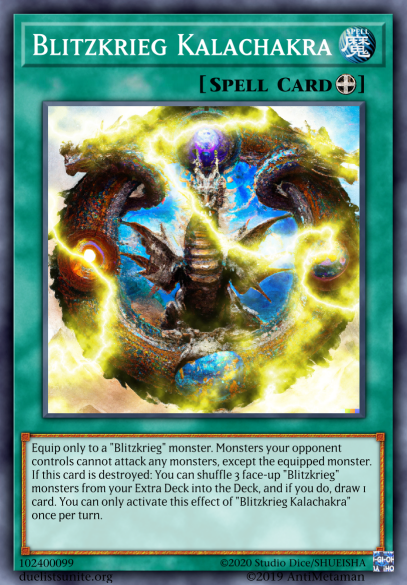 BLITZKRIEG KALACHAKRA
SPELL
魔
[SPELL CARD]
Equip only to a "Blitzkrieg" monster. Monsters your opponent
controls cannot attack any monsters, except the equipped monster.
If this card is destroyed: You can shuffle 3 face-up "Blitzkrieg"
monsters from your Extra Deck into the Deck, and if you do, draw 1
card. You can only activate this effect of "Blitzkrieg Kalachakra"
once per turn.
102400099
©2020 Studio Dice/SHUEISHA
duelistsunite.org
©2019 AntiMetaman